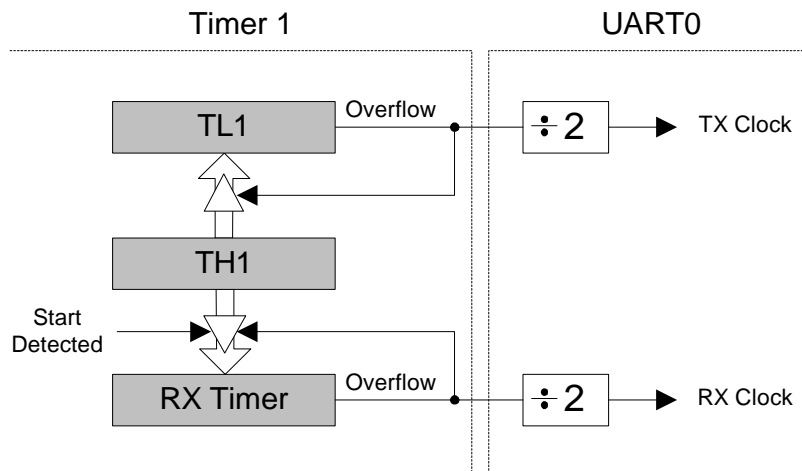 Timer 1
UART0
TL1
Overflow
÷ 2
TX Clock
TH1
Start
Detected
RX Timer
Overflow
÷ 2
RX Clock